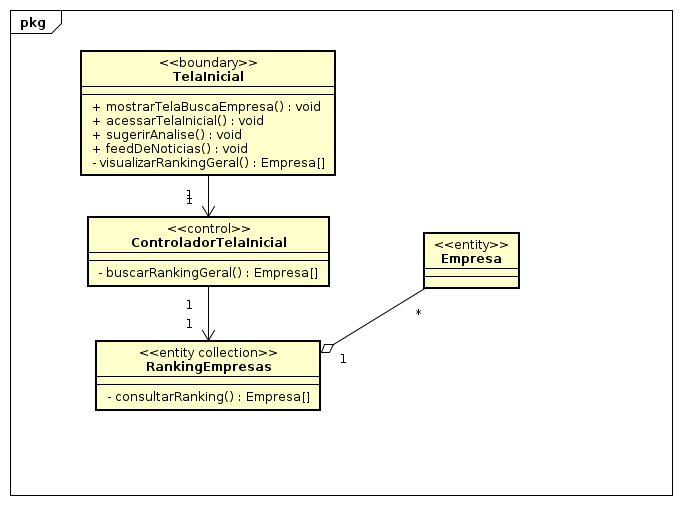 pkg
<<boundary>>
TelaInicial
+ mostrarTelaBuscaEmpresa() : void
+ acessarTelaInicial() : void
+ sugerirAnalise() : void
+ feedDeNoticias() : void
- visualizarRankingGeral() : Empresa[]
1
1
<<control>>
ControladorTelaInicial
- buscarRankingGeral() : Empresa[]
<<entity>>
Empresa
1
1
*
1
<<entity collection>>
RankingEmpresas
- consultarRanking() : Empresa[]